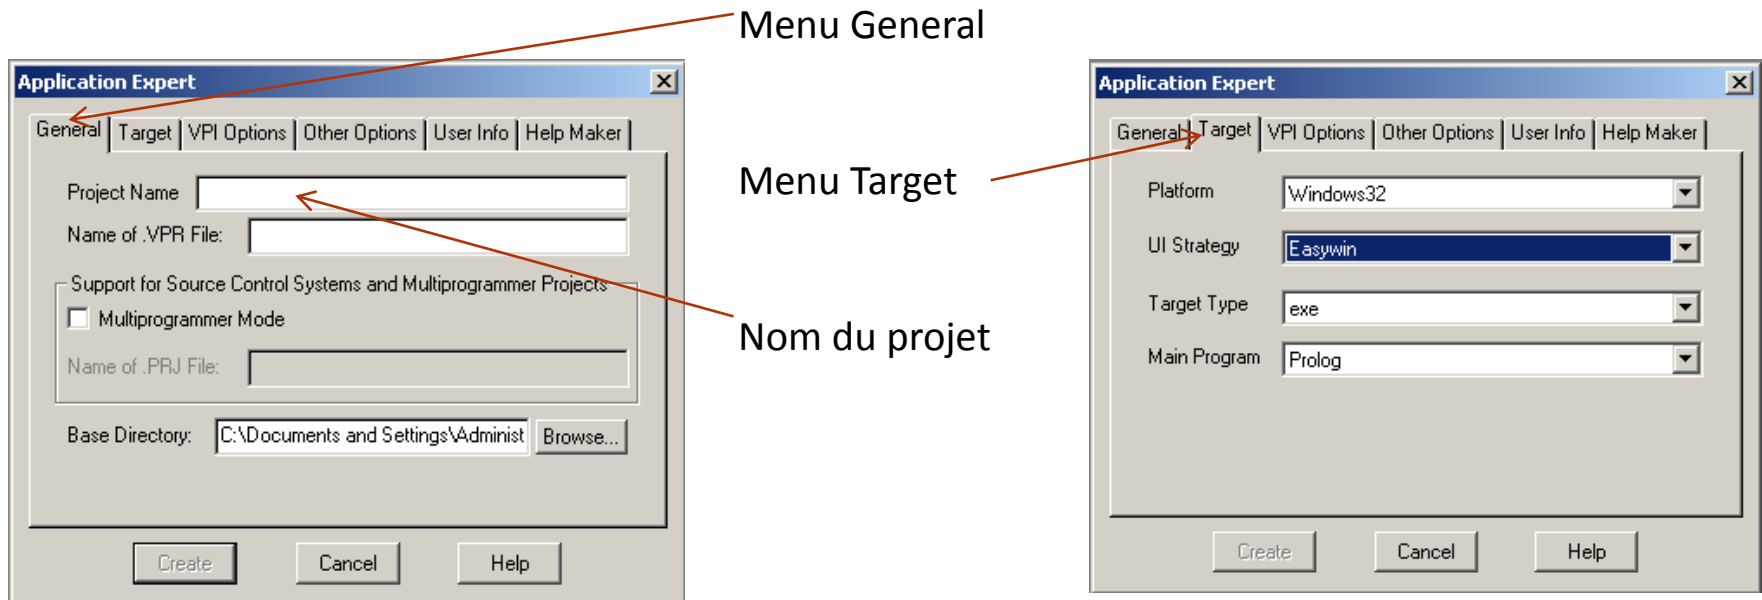 Menu General
Application Expert
General Target VPI Options Other Options User Info Help Maker
Project Name
Name of .VPR File:
Support for Source Control Systems and Multiprogrammer Projects
Multiprogrammer Mode
Name of .PRJ File:
Base Directory: C:\Documents and Settings\Administ Browse...
Create Cancel Help
Menu Target
Nom du projet
Application Expert
General Target VPI Options Other Options User Info Help Maker
Platform Windows32
UI Strategy Easywin
Target Type exe
Main Program Prolog
Create Cancel Help